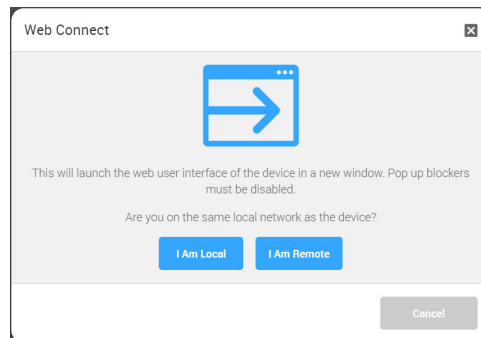 Web Connect
This will launch the web user interface of the device in a new window. Pop up blockers
must be disabled.
Are you on the same local network as the device?
I Am Local
I Am Remote
Cancel